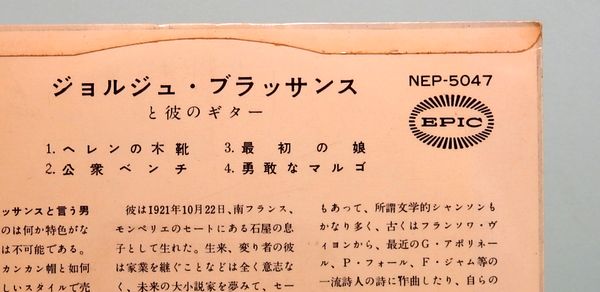 ジョルジュ・ブラッサンス
と彼のギター
NEP-5047
EPIC
1. ヘレンの木靴
2. 公衆ベンチ
3. 最初の娘
4. 勇敢なマルゴ
ッサンスと言う男
のは何か特色がな
は不可能である。
カンカン帽と如何
しいスタイルで売
彼は1921年10月22日、南フランス、
モンペリエのセートにある石屋の息
子として生れた。生来、変り者の彼
は家業を継ぐことなどは全く意志な
く、未来の大小説家を夢みて、セー
もあって、所謂文学的シャンソンも
かなり多く、古くはフランソワ・ヴ
ィヨンから、最近のG・アポリネー
ル、P・フォール、F・ジャム等の
一流詩人の詩に作曲したり、自らの